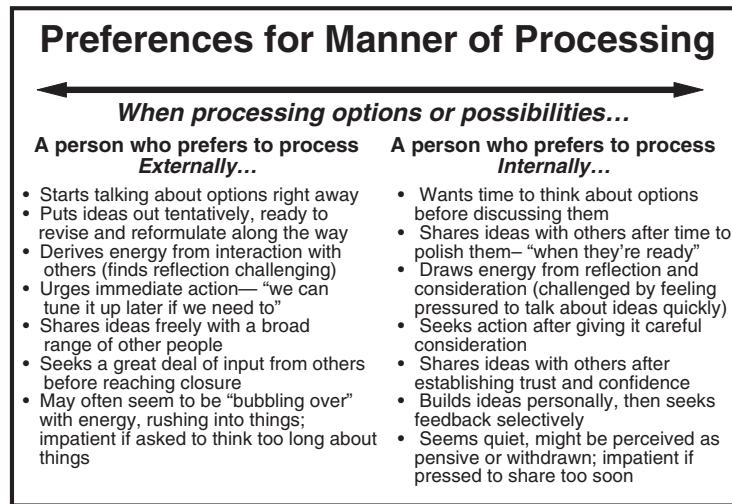 Preferences for Manner of Processing
When processing options or possibilities...
A person who prefers to process
Externally...
• Starts talking about options right away
• Puts ideas out tentatively, ready to
revise and reformulate along the way
• Derives energy from interaction with
others (finds reflection challenging)
• Urges immediate action— “we can
tune it up later if we need to”
• Shares ideas freely with a broad
range of other people
• Seeks a great deal of input from others
before reaching closure
• May often seem to be “bubbling over”
with energy, rushing into things;
impatient if asked to think too long about
things
A person who prefers to process
Internally...
• Wants time to think about options
before discussing them
• Shares ideas with others after time to
polish them– “when they’re ready”
• Draws energy from reflection and
consideration (challenged by feeling
pressured to talk about ideas quickly)
• Seeks action after giving it careful
consideration
• Shares ideas with others after
establishing trust and confidence
• Builds ideas personally, then seeks
feedback selectively
• Seems quiet, might be perceived as
pensive or withdrawn; impatient if
pressed to share too soon